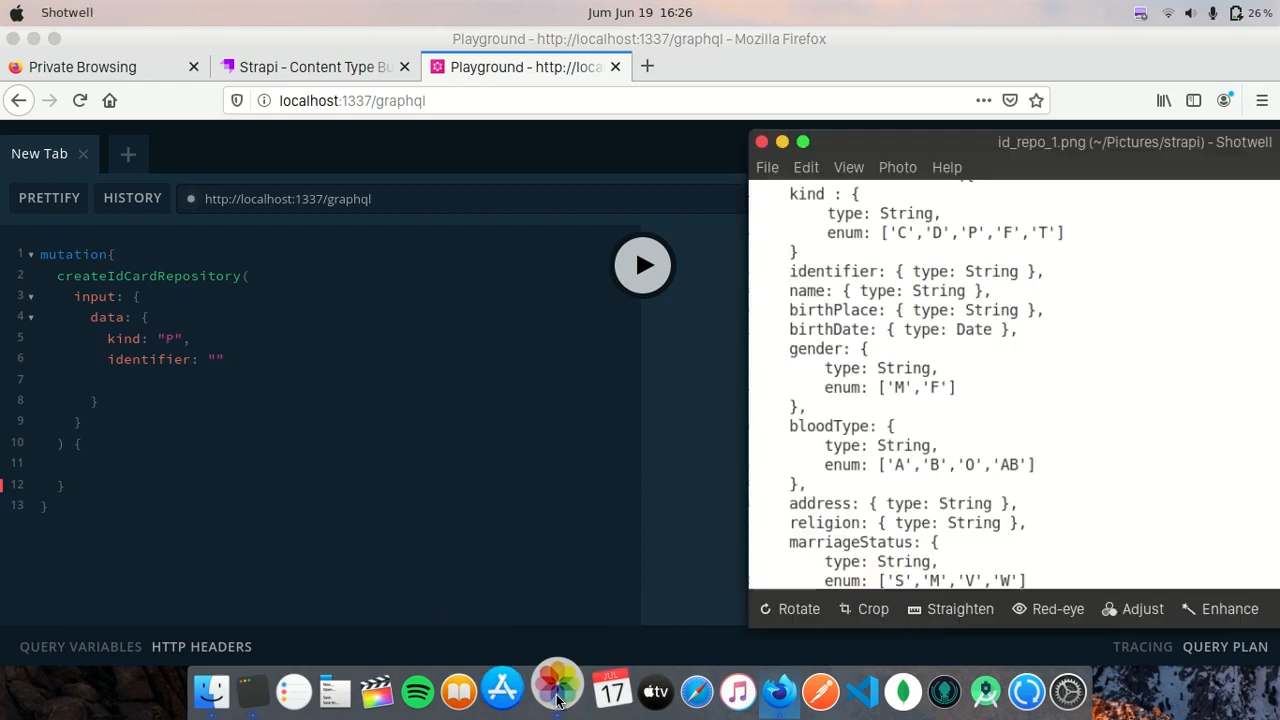 Shotwell
Jum Jun 19 16:26
26 %
Playground - http://localhost:1337/graphql - Mozilla Firefox
Private Browsing
Strapi - Content Type Bu
Playground - http://loca
localhost:1337/graphql
New Tab
PRETTIFY
HISTORY
http://localhost:1337/graphql
1 mutation{
2 createIdCardRepository(
3 input: {
4 data: {
5 kind: "P",
6 identifier: ""
7
8 }
9 }
10 ) {
11
12 }
13 }
QUERY VARIABLES
HTTP HEADERS
TRACING
QUERY PLAN
id_repo_1.png (~/Pictures/strapi) - Shotwell
File Edit View Photo Help
kind : {
type: String,
enum: ['C','D','P','F','T']
}
identifier: { type: String },
name: { type: String },
birthPlace: { type: String },
birthDate: { type: Date },
gender: {
type: String,
enum: ['M','F']
},
bloodType: {
type: String,
enum: ['A','B','O','AB']
},
address: { type: String },
religion: { type: String },
marriageStatus: {
type: String,
enum: ['S','M','V','W']
Rotate Crop Straighten Red-eye Adjust Enhance
JUL
17
tv